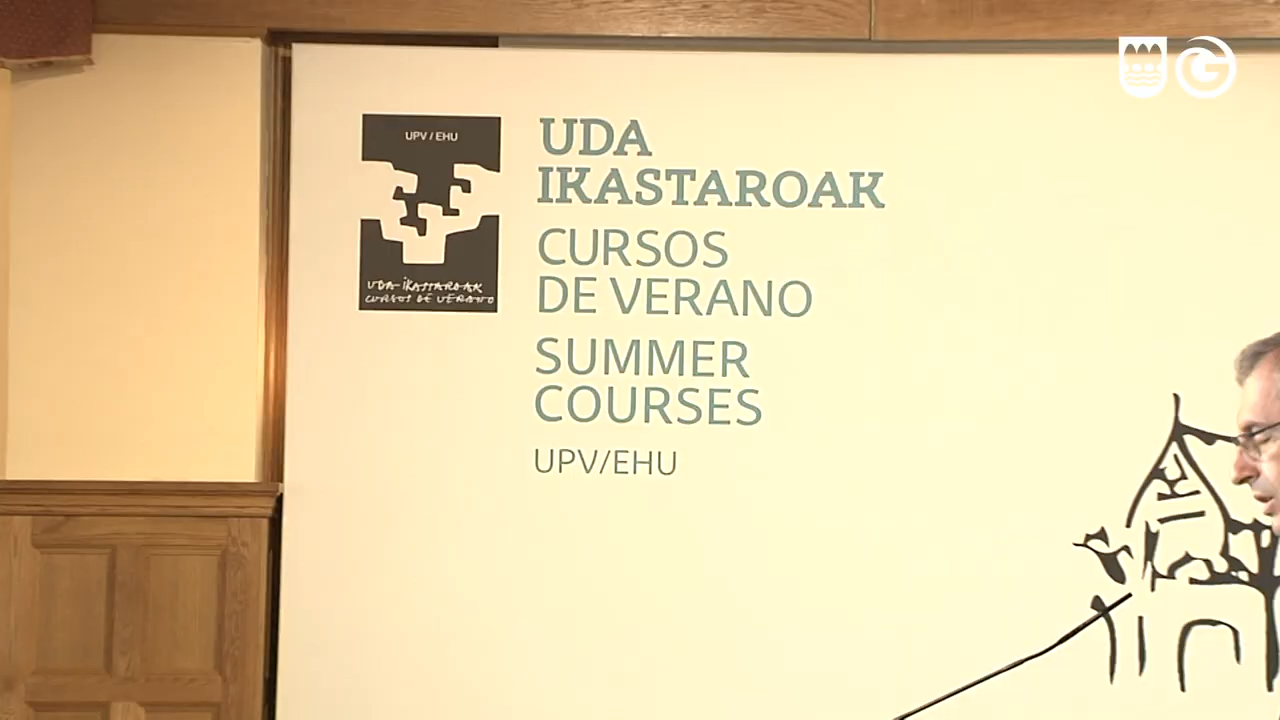 UPV / EHU
UDA IKASTAROAK
CURSOS DE VERANO
UDA
IKASTAROAK
CURSOS
DE VERANO
SUMMER
COURSES
UPV/EHU
G